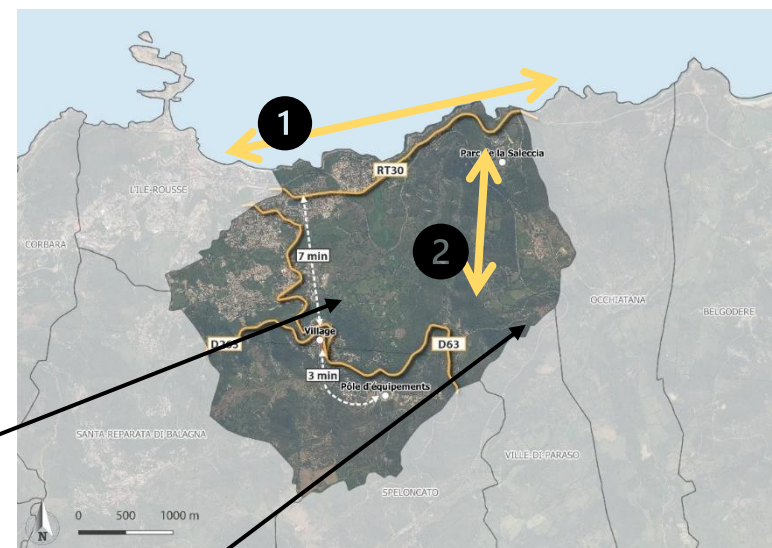 1
RT30
Parc de la Saleccia
L'ILE-ROUSSE
CORBARA
7 min
2
OCCHIATANA
BELGODERE
Village
D263
D63
3 min
Pôle d'équipements
SANTA REPARATA DI BALAGNA
VILLE-DI-PARASO
SPELONCATO
0 500 1000 m
N